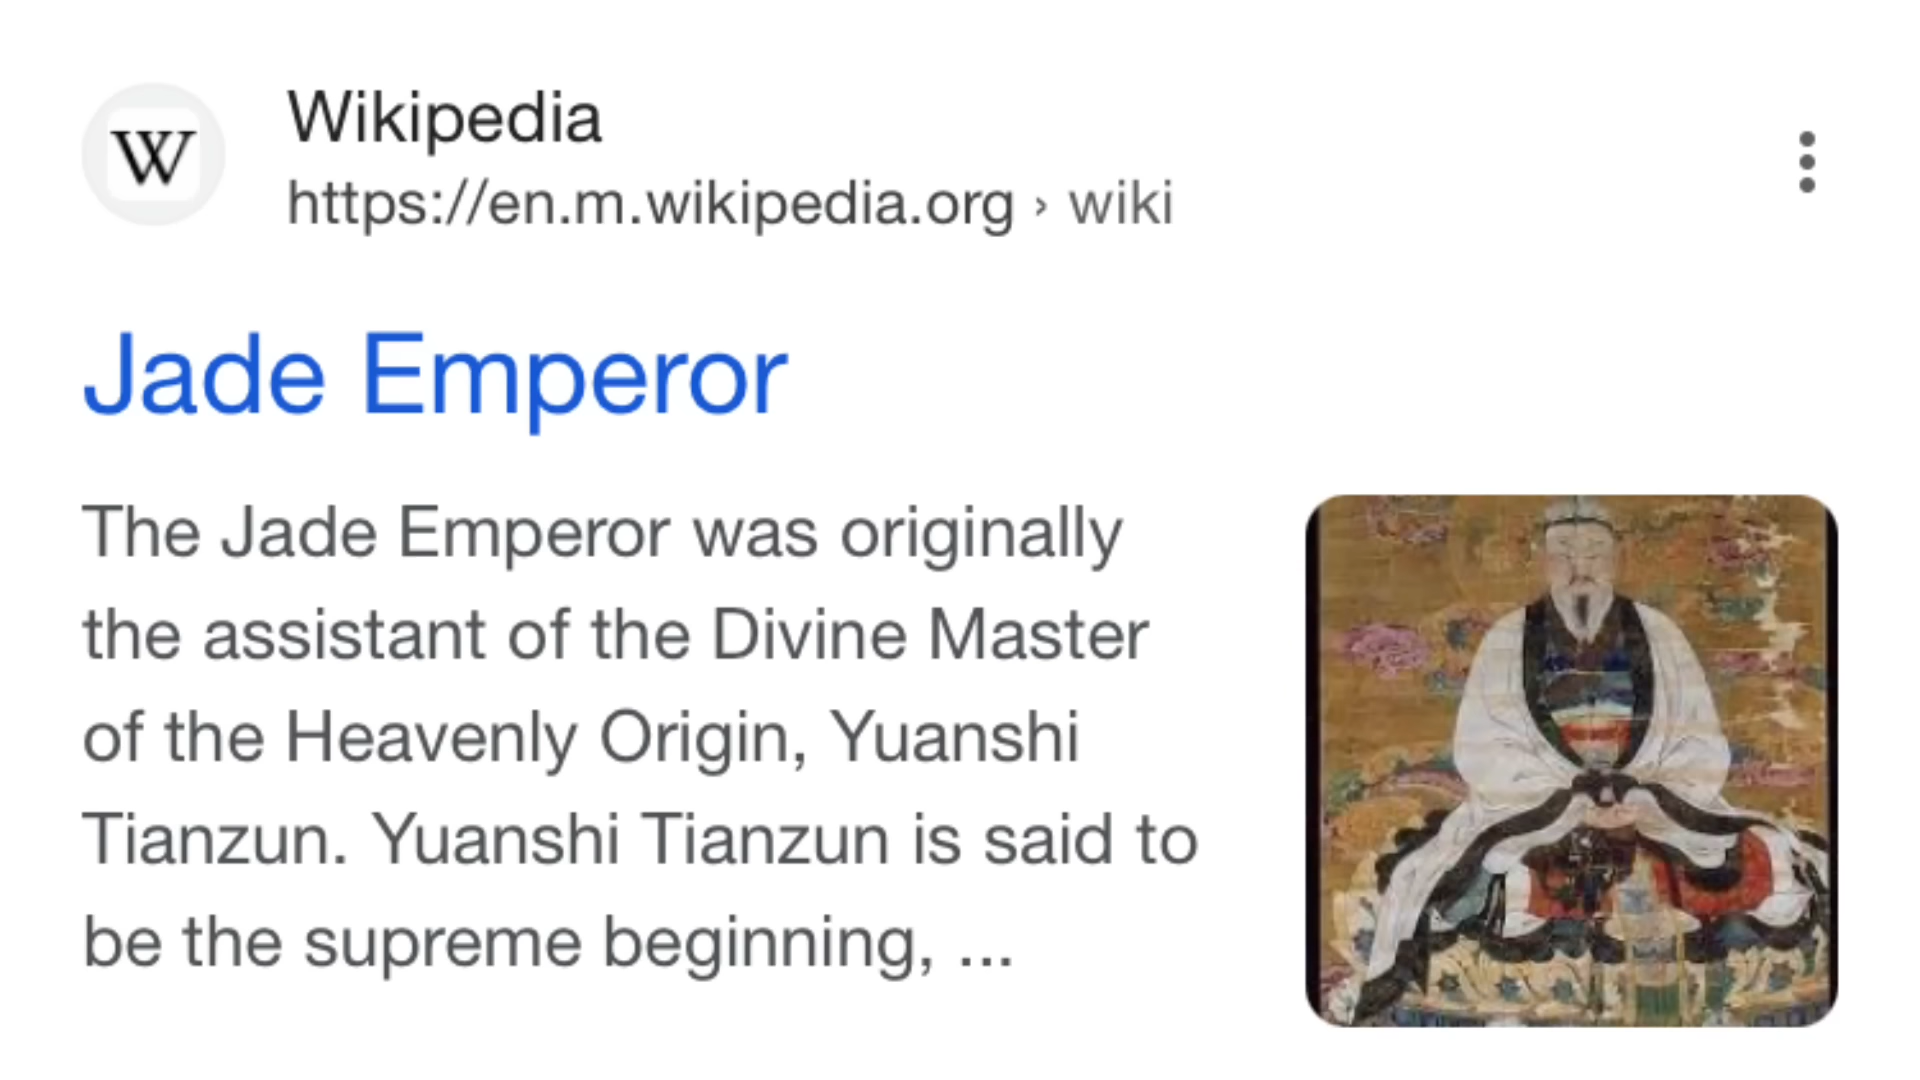 W
Wikipedia
https://en.m.wikipedia.org › wiki
Jade Emperor
The Jade Emperor was originally
the assistant of the Divine Master
of the Heavenly Origin, Yuanshi
Tianzun. Yuanshi Tianzun is said to
be the supreme beginning, ...